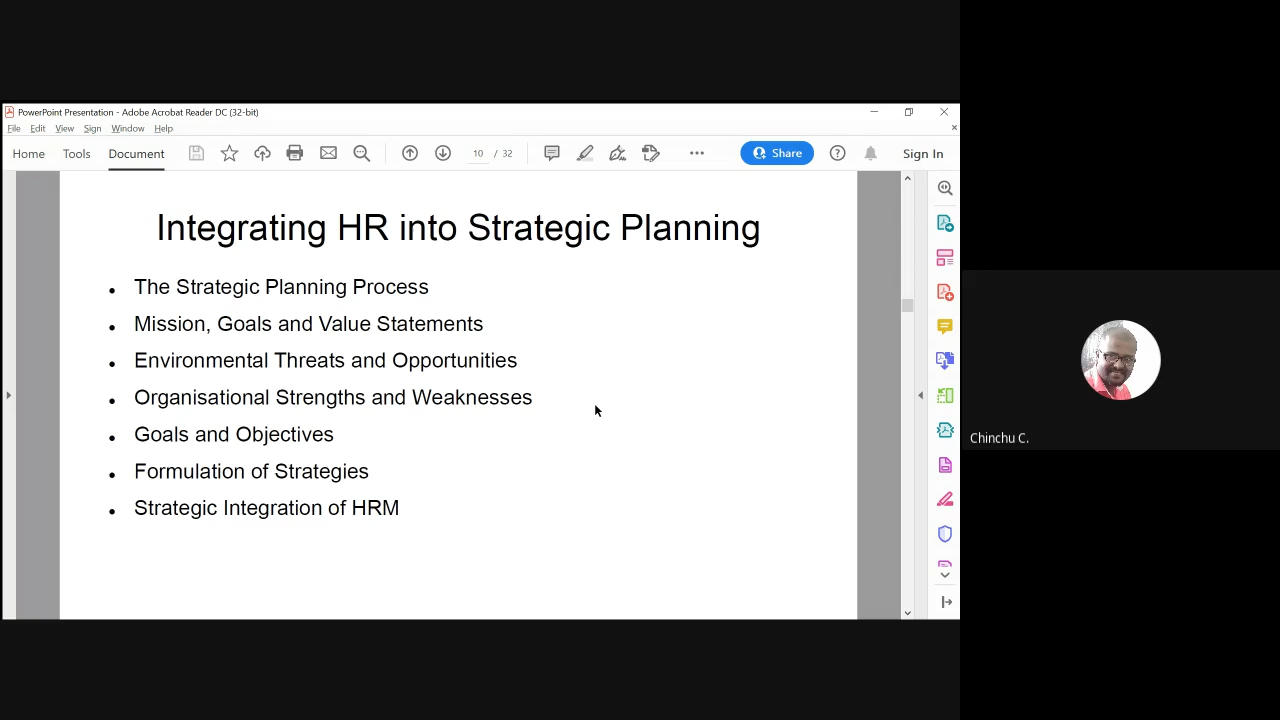 PowerPoint Presentation - Adobe Acrobat Reader DC (32-bit)
File Edit View Sign Window Help
Home Tools Document 10 / 32 Share Sign In
Integrating HR into Strategic Planning
• The Strategic Planning Process
• Mission, Goals and Value Statements
• Environmental Threats and Opportunities
• Organisational Strengths and Weaknesses
• Goals and Objectives
• Formulation of Strategies
• Strategic Integration of HRM
Chinchu C.